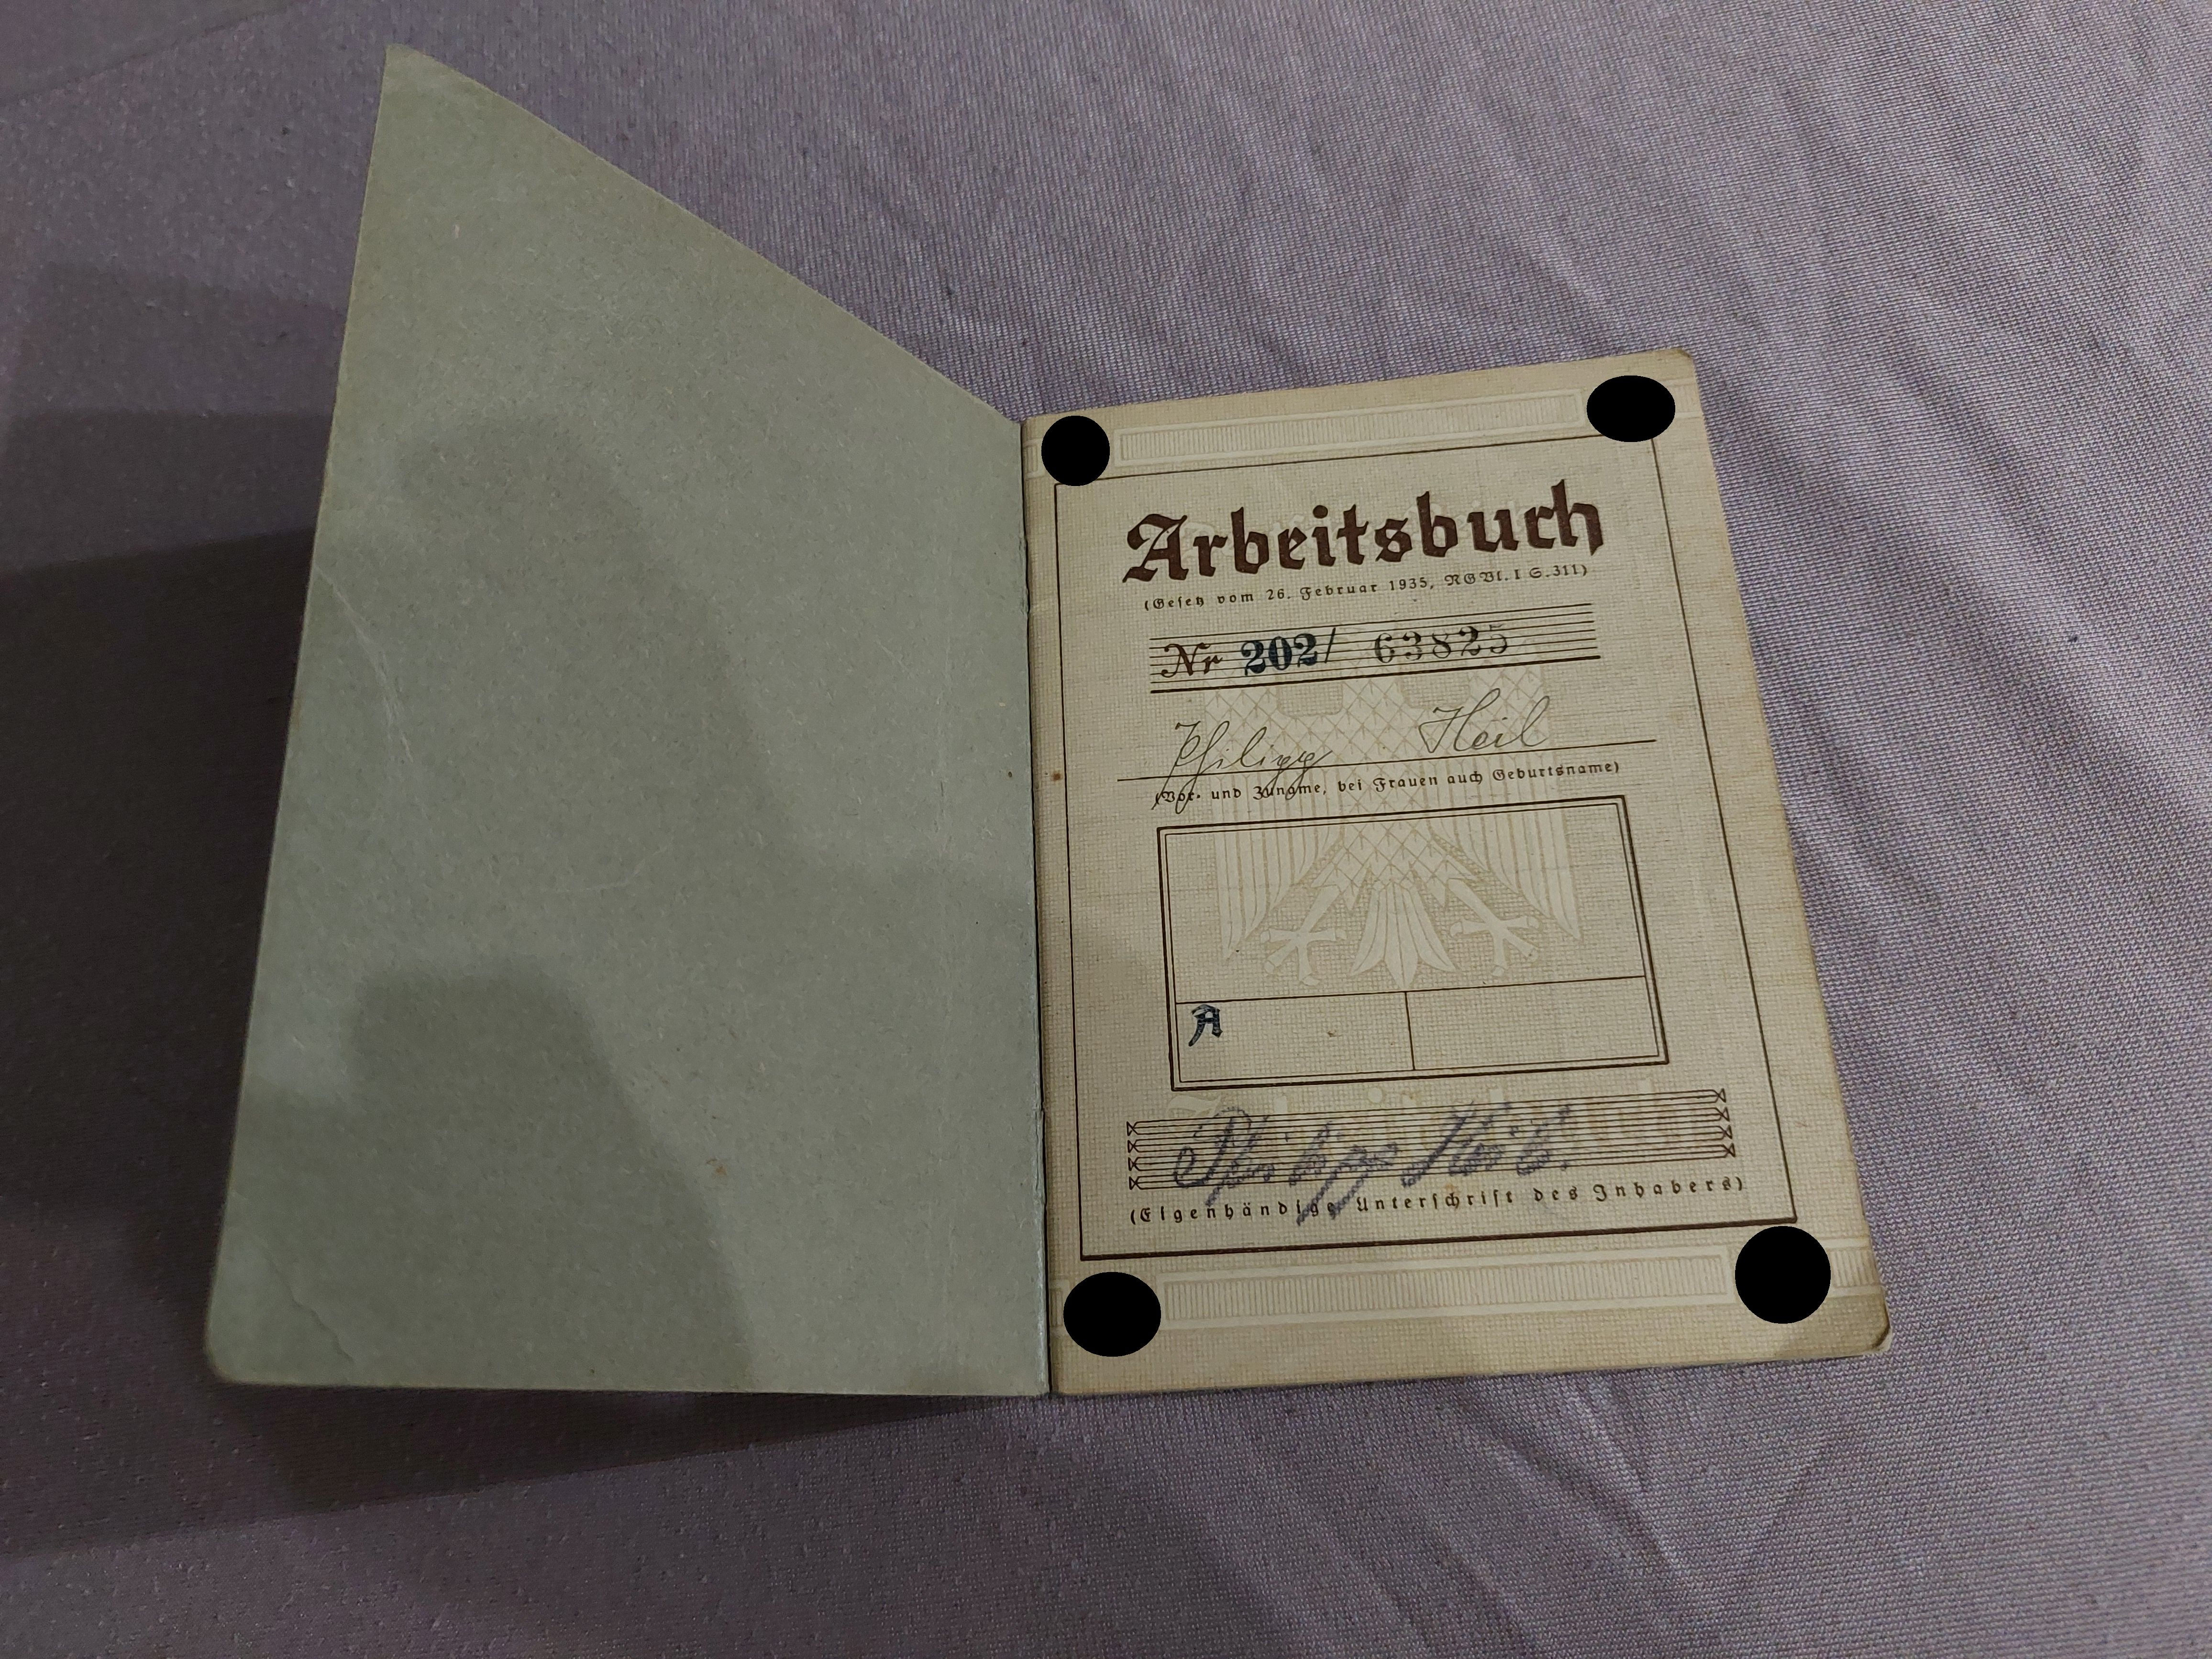 Arbeitsbuch
(Gesetz vom 26. Februar 1935, RGBl. I S. 311)
Nr 202/ 63825
Philipp Heil
(Vor- und Zuname, bei Frauen auch Geburtsname)
A
Philipp Heil.
(Eigenhändige Unterschrift des Inhabers)